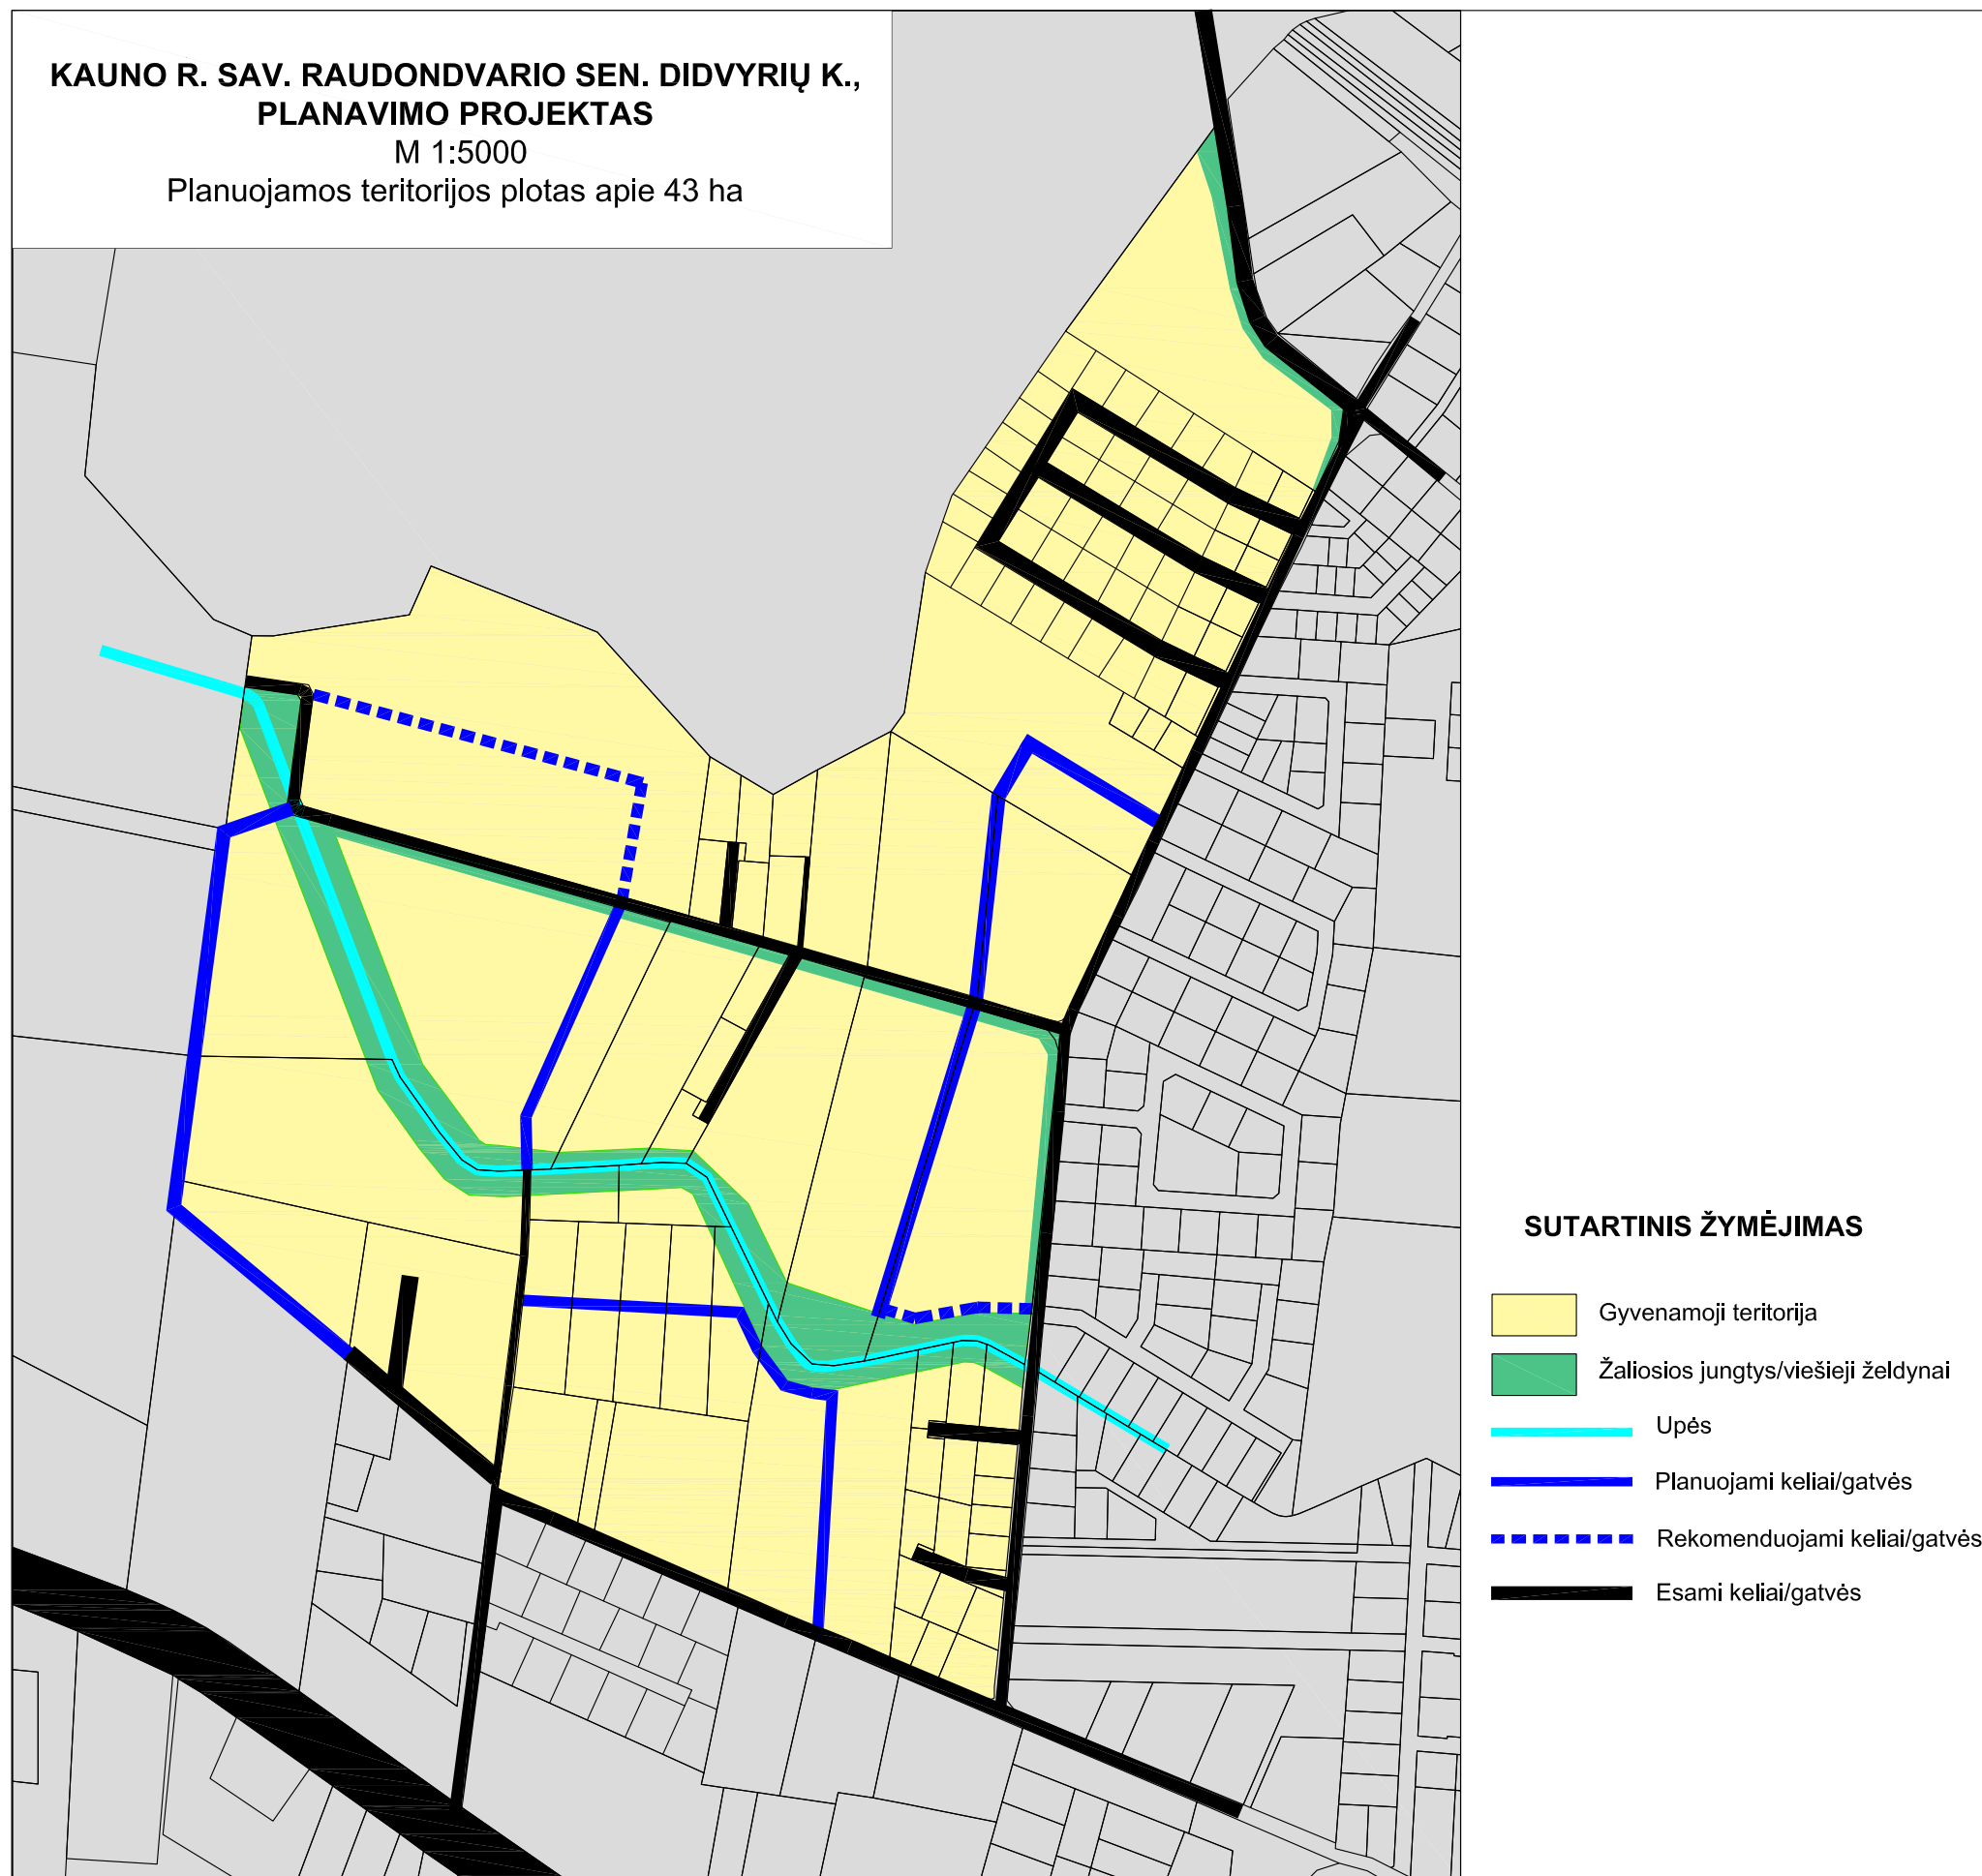 KAUNO R. SAV. RAUDONDVARIO SEN. DIDVYRIŲ K.,
PLANAVIMO PROJEKTAS
M 1:5000
Planuojamos teritorijos plotas apie 43 ha
SUTARTINIS ŽYMĖJIMAS
Gyvenamoji teritorija
Žaliosios jungtys/viešieji želdynai
Upės
Planuojami keliai/gatvės
Rekomenduojami keliai/gatvės
Esami keliai/gatvės